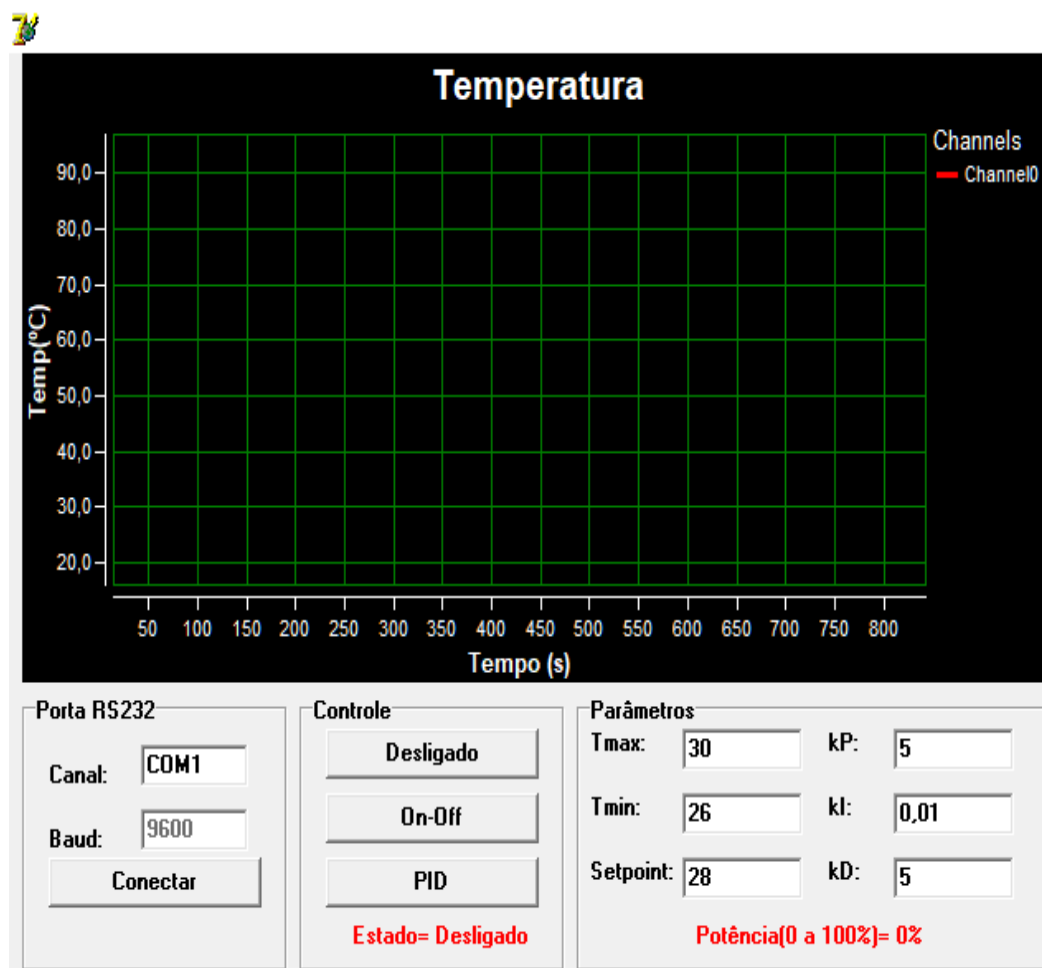 Temperatura
Channels
Channel0
Temp(ºC)
90,0
80,0
70,0
60,0
50,0
40,0
30,0
20,0
50 100 150 200 250 300 350 400 450 500 550 600 650 700 750 800
Tempo (s)
Porta RS232
Canal: COM1
Baud: 9600
Conectar
Controle
Desligado
On-Off
PID
Estado= Desligado
Parâmetros
Tmax: 30 kP: 5
Tmin: 26 kI: 0,01
Setpoint: 28 kD: 5
Potência(0 a 100%)= 0%